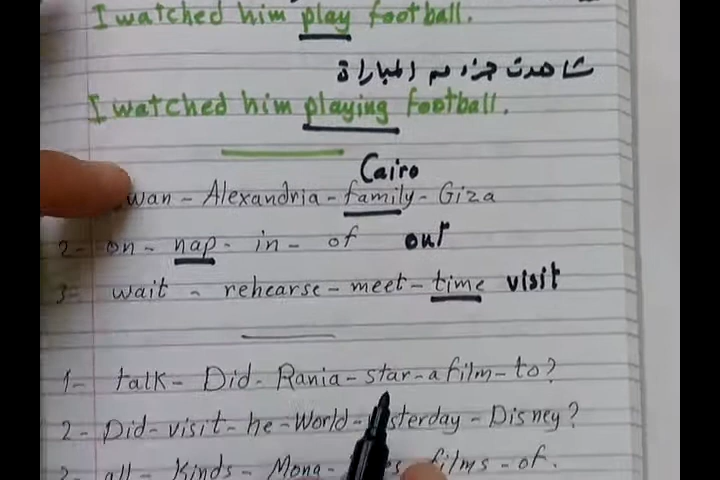 I watched him play football.
شاهدت جزء من المباراة
I watched him playing football.
Cairo
wan - Alexandria - family - Giza
2- on - nap - in - of out
3- wait - rehearse - meet - time visit
1- talk - Did - Rania - star - a film - to?
2- Did - visit - he - World - sterday - Disney?
all - Kinds - Mona - films - of.